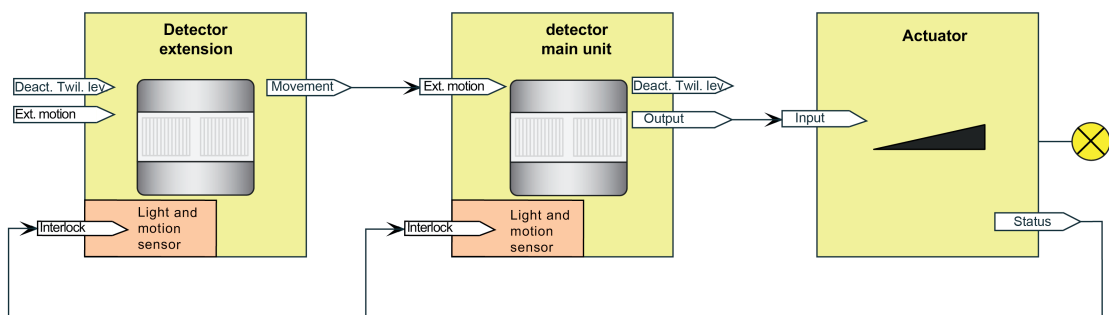 Detector
extension
detector
main unit
Actuator
Deact. Twil. lev
Movement
Ext. motion
Deact. Twil. lev
Ext. motion
Output
Input
Light and
motion
sensor
Interlock
Light and
motion
sensor
Interlock
Status